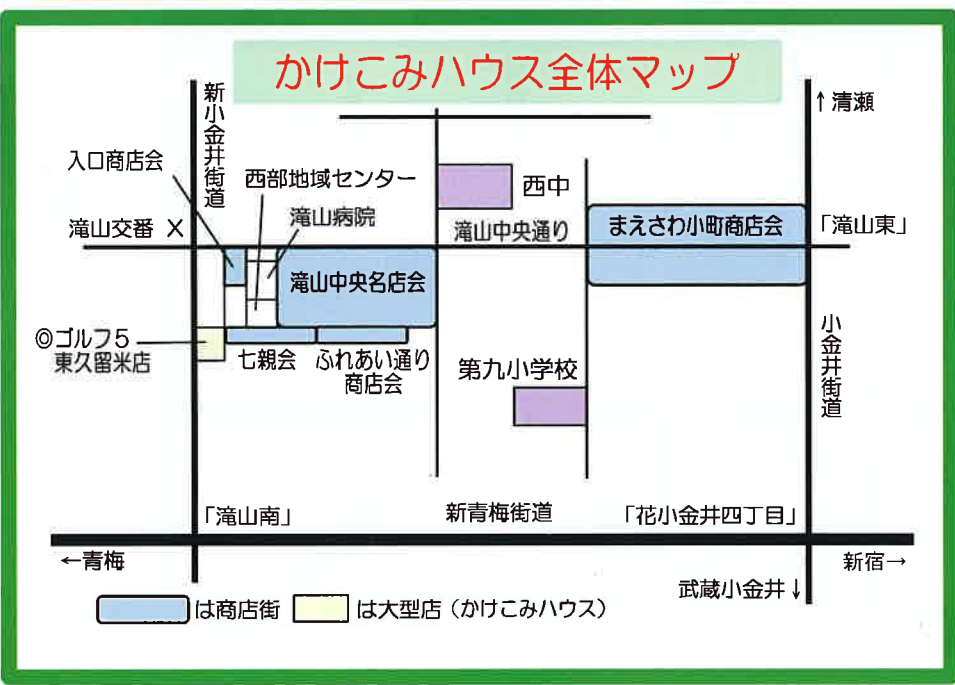 かけこみハウス全体マップ
新小金井街道
↑清瀬
入口商店会
西部地域センター
西中
滝山病院
滝山交番 X
滝山中央通り
まえさわ小町商店会
「滝山東」
滝山中央名店会
◎ゴルフ5
東久留米店
七親会
ふれあい通り
商店会
第九小学校
小金井街道
「滝山南」
新青梅街道
「花小金井四丁目」
←青梅
新宿→
武蔵小金井↓
は商店街
は大型店（かけこみハウス）